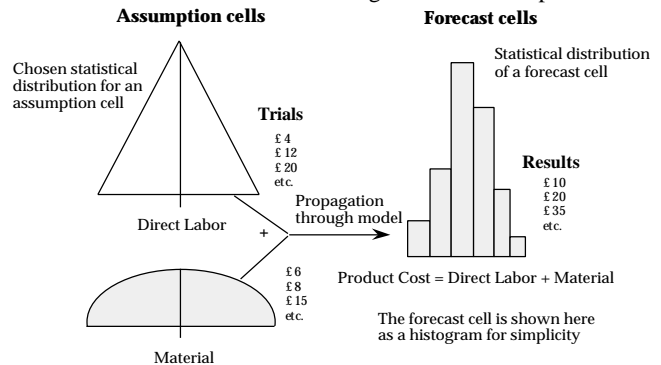 Assumption cells
Forecast cells
Chosen statistical
distribution for an
assumption cell
Trials
£ 4
£ 12
£ 20
etc.
Direct Labor
+
£ 6
£ 8
£ 15
etc.
Material
Propagation
through model
Statistical distribution
of a forecast cell
Results
£ 10
£ 20
£ 35
etc.
Product Cost = Direct Labor + Material
The forecast cell is shown here
as a histogram for simplicity